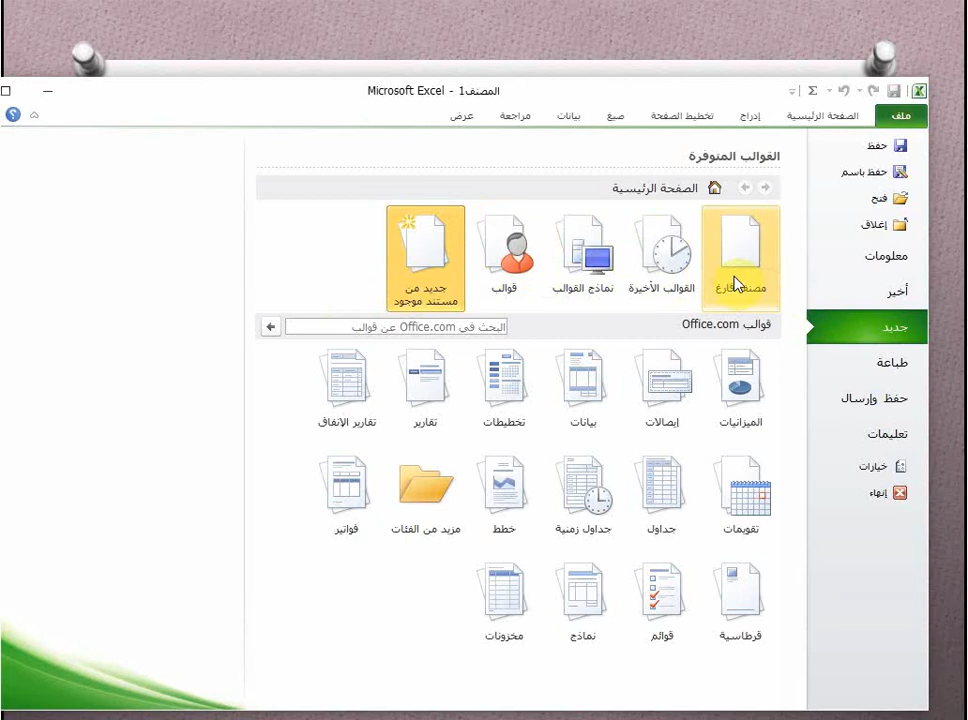 المصنف1 - Microsoft Excel
ملف
الصفحة الرئيسية
إدراج
تخطيط الصفحة
صيغ
بيانات
مراجعة
عرض
حفظ
حفظ باسم
فتح
إغلاق
معلومات
أخير
جديد
طباعة
حفظ وإرسال
تعليمات
خيارات
إنهاء
القوالب المتوفرة
الصفحة الرئيسية
مصنف فارغ
القوالب الأخيرة
نماذج القوالب
قوالب
جديد من
مستند موجود
قوالب Office.com
البحث في Office.com عن قوالب
الميزانيات
إيصالات
بيانات
تخطيطات
تقارير
تقارير الإنفاق
تقويمات
جداول
جداول زمنية
خطط
مزيد من الفئات
فواتير
قرطاسية
قوائم
نماذج
مخزونات